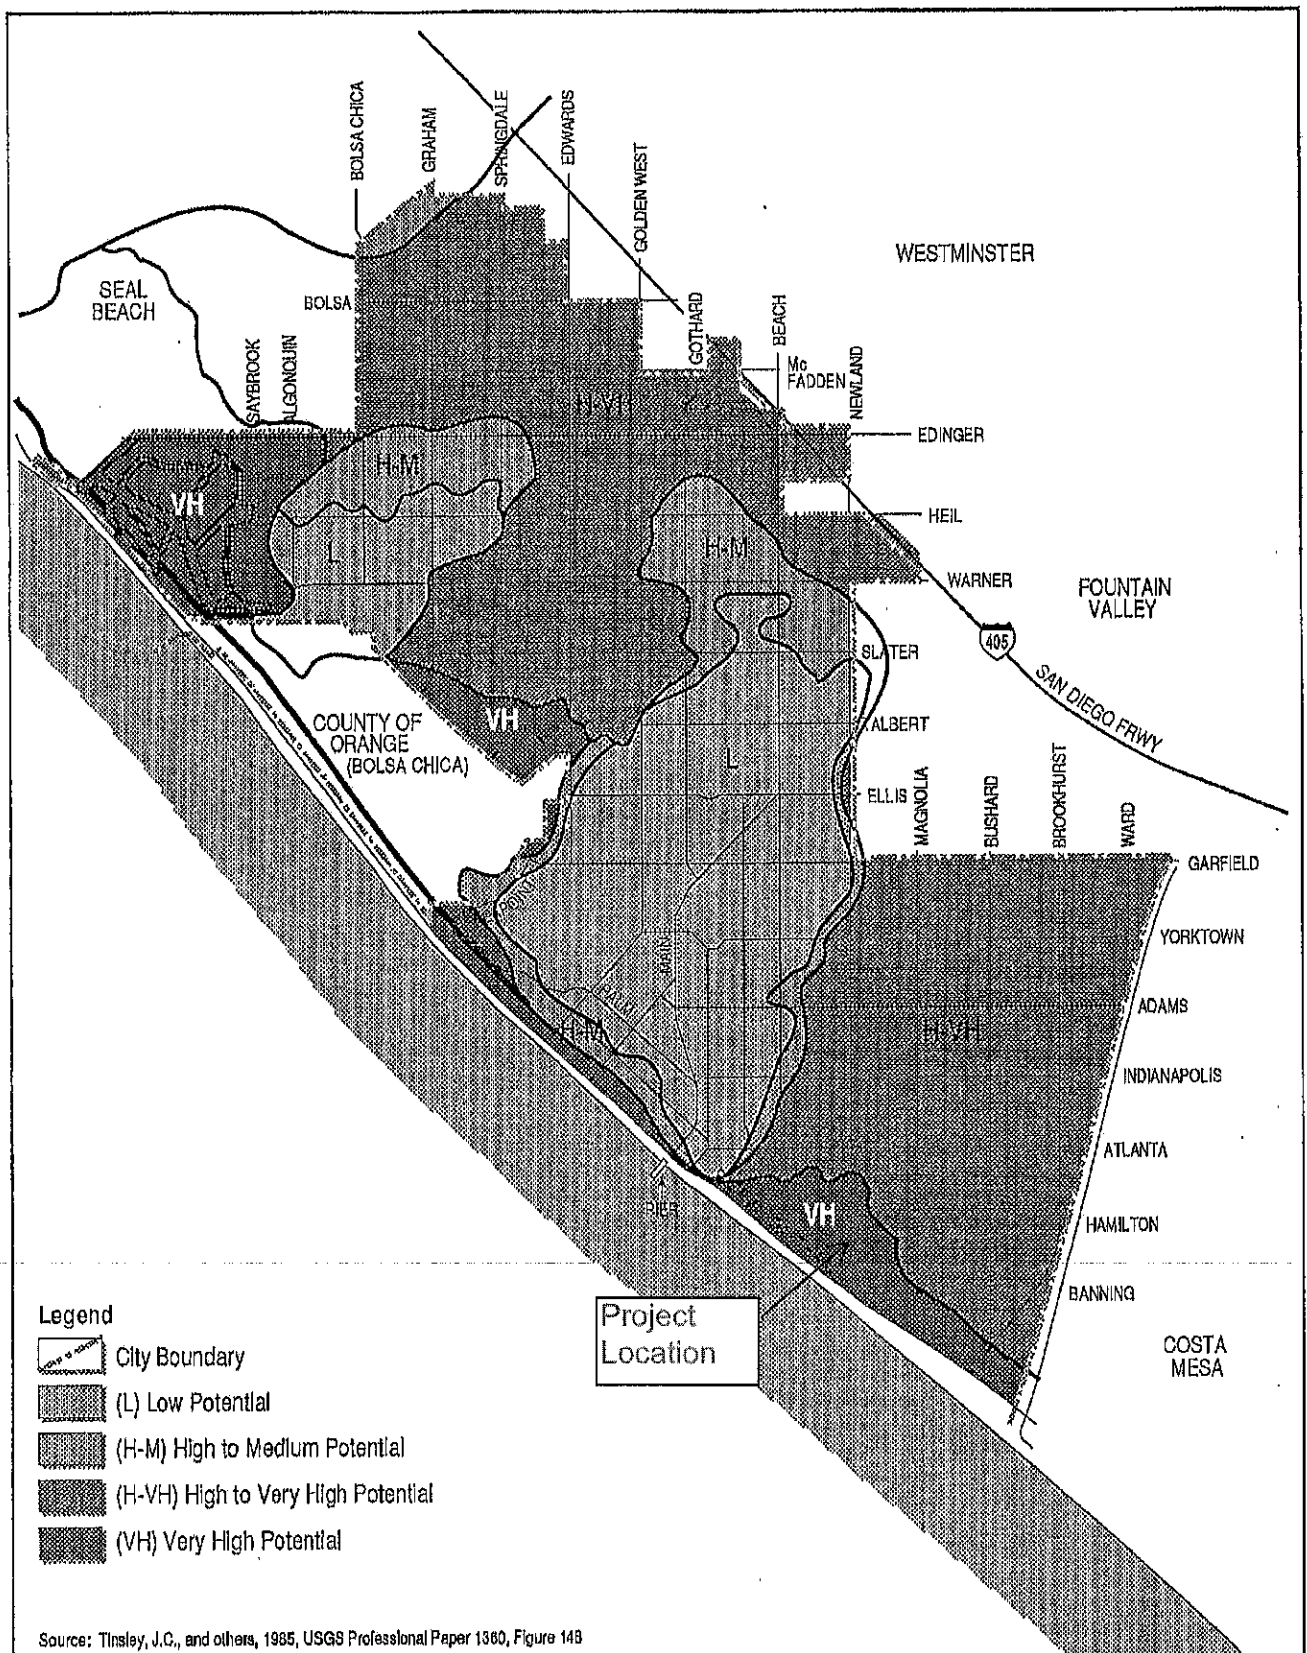 BOLSA CHICA
GRAHAM
SPRINGDALE
EDWARDS
GOLDEN WEST
WESTMINSTER
SEAL
BEACH
BOLSA
GOTHARD
BEACH
Mc
FADDEN
NEWLAND
SAYBROOK
ALGONQUIN
EDINGER
H-VH
H-M
VH
HEIL
L
H-M
WARNER
FOUNTAIN
VALLEY
405
SLATER
SAN DIEGO FRWY
COUNTY OF
ORANGE
(BOLSA CHICA)
VH
TALBERT
L
ELLIS
MAGNOLIA
BUSHARD
BROOKHURST
WARD
GARFIELD
YORKTOWN
MAIN
PALM
ADAMS
H-M
H-VH
INDIANAPOLIS
ATLANTA
PIER
VH
HAMILTON
BANNING
Project
Location
COSTA
MESA
Legend
City Boundary
(L) Low Potential
(H-M) High to Medium Potential
(H-VH) High to Very High Potential
(VH) Very High Potential
Source: Tinsley, J.C., and others, 1985, USGS Professional Paper 1360, Figure 148